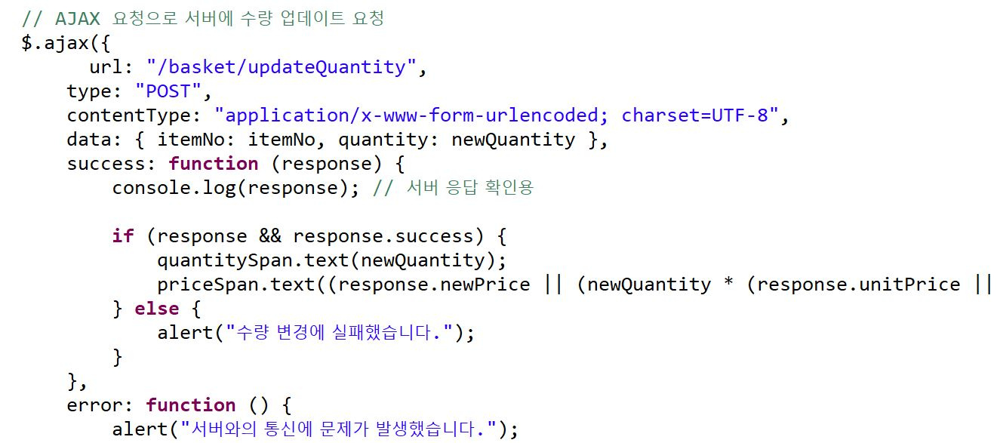 // AJAX 요청으로 서버에 수량 업데이트 요청
$.ajax({
url: "/basket/updateQuantity",
type: "POST",
contentType: "application/x-www-form-urlencoded; charset=UTF-8",
data: { itemNo: itemNo, quantity: newQuantity },
success: function (response) {
console.log(response); // 서버 응답 확인용
if (response && response.success) {
quantitySpan.text(newQuantity);
priceSpan.text((response.newPrice || (newQuantity * (response.unitPrice ||
} else {
alert("수량 변경에 실패했습니다.");
}
},
error: function () {
alert("서버와의 통신에 문제가 발생했습니다.");